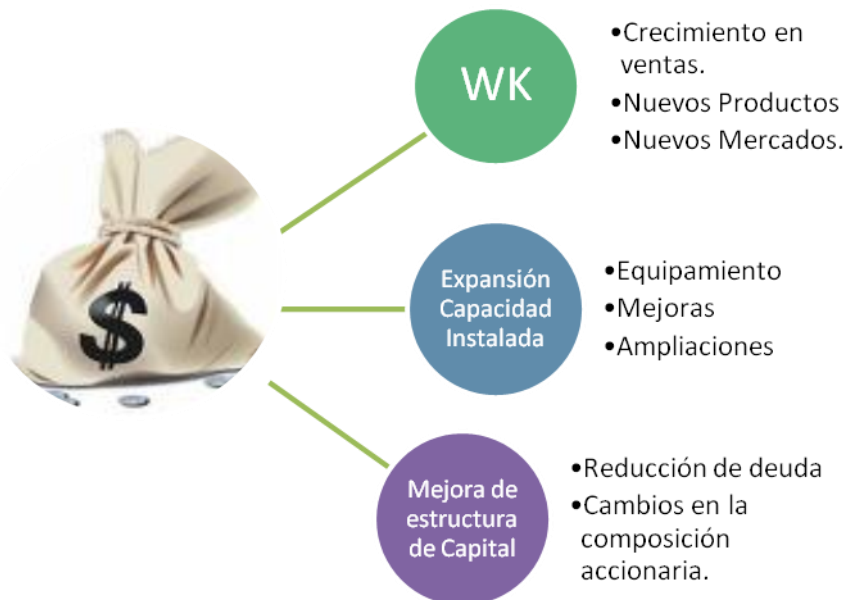 WK
•Crecimiento en
ventas.
•Nuevos Productos
•Nuevos Mercados.
$
Expansión
Capacidad
Instalada
•Equipamiento
•Mejoras
•Ampliaciones
Mejora de
estructura
de Capital
•Reducción de deuda
•Cambios en la
composición
accionaria.